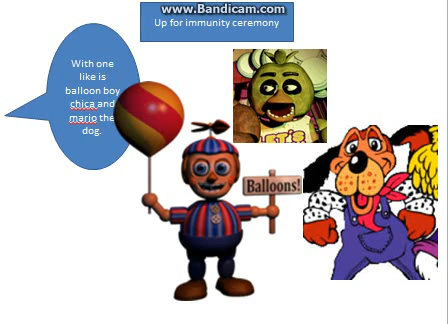 www.Bandicam.com
Up for immunity ceremony
With one
like is
balloon boy
chica and
mario the
dog.
Balloons!
LET'S